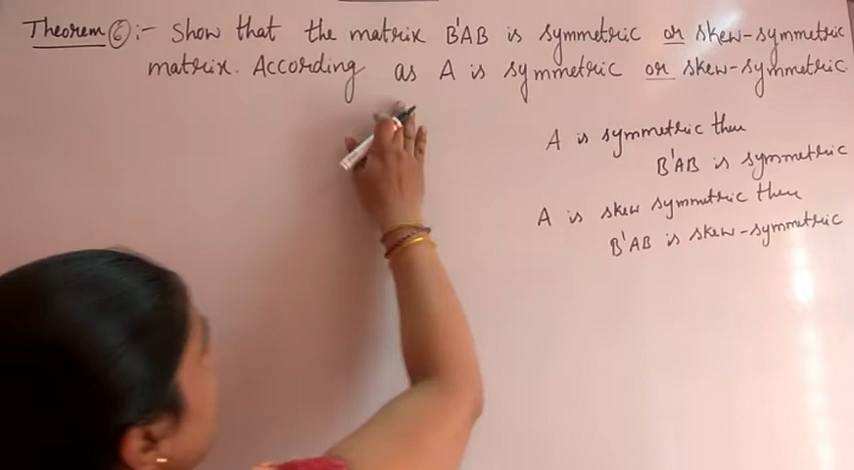 Theorem ⑥:- Show that the matrix B'AB is symmetric or skew-symmetric
matrix. According as A is symmetric or skew-symmetric.
A is symmetric then
B'AB is symmetric
A is skew symmetric then
B'AB is skew-symmetric